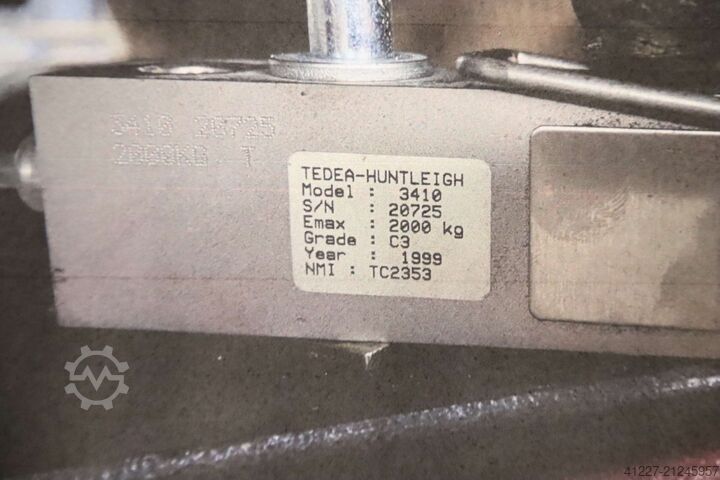 3410 20725
2000KG T
TEDEA-HUNTLEIGH
Model : 3410
S/N : 20725
Emax : 2000 kg
Grade : C3
Year : 1999
NMI : TC2353
41227-21245957